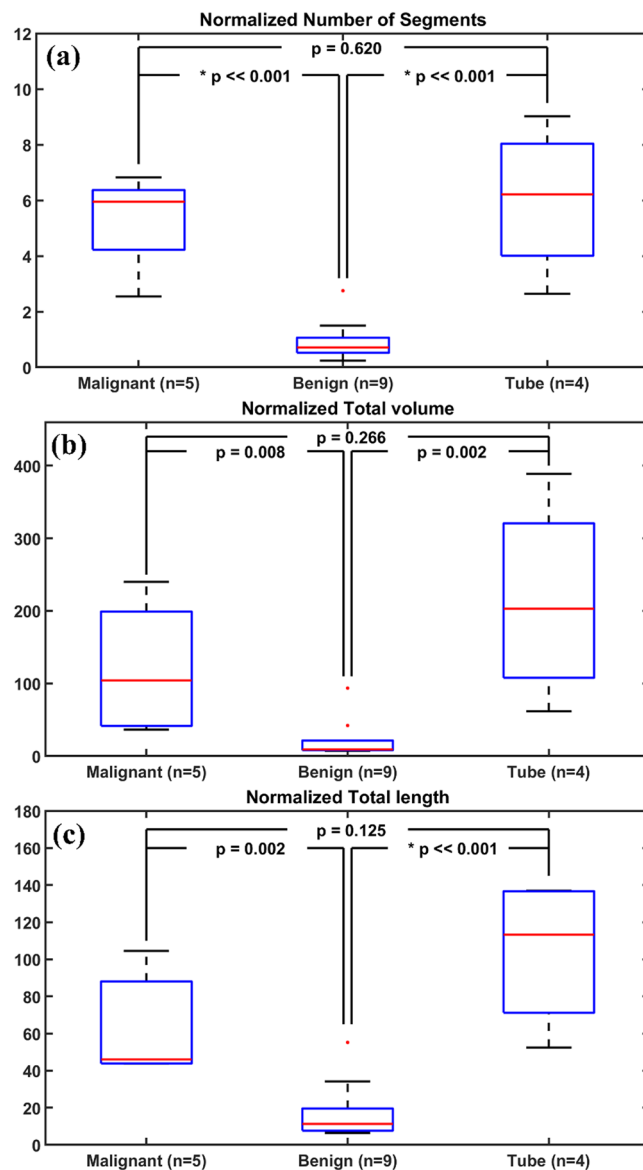 Normalized Number of Segments
(a)
p = 0.620
* p << 0.001 * p << 0.001
12
10
8
6
4
2
0
Malignant (n=5) Benign (n=9) Tube (n=4)
Normalized Total volume
(b)
p = 0.266
p = 0.008 p = 0.002
400
300
200
100
0
Malignant (n=5) Benign (n=9) Tube (n=4)
Normalized Total length
(c)
p = 0.125
p = 0.002 * p << 0.001
180
160
140
120
100
80
60
40
20
0
Malignant (n=5) Benign (n=9) Tube (n=4)